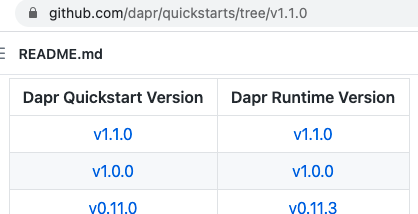 github.com/dapr/quickstarts/tree/v1.1.0
README.md
Dapr Quickstart Version Dapr Runtime Version
v1.1.0 v1.1.0
v1.0.0 v1.0.0
v0.11.0 v0.11.3